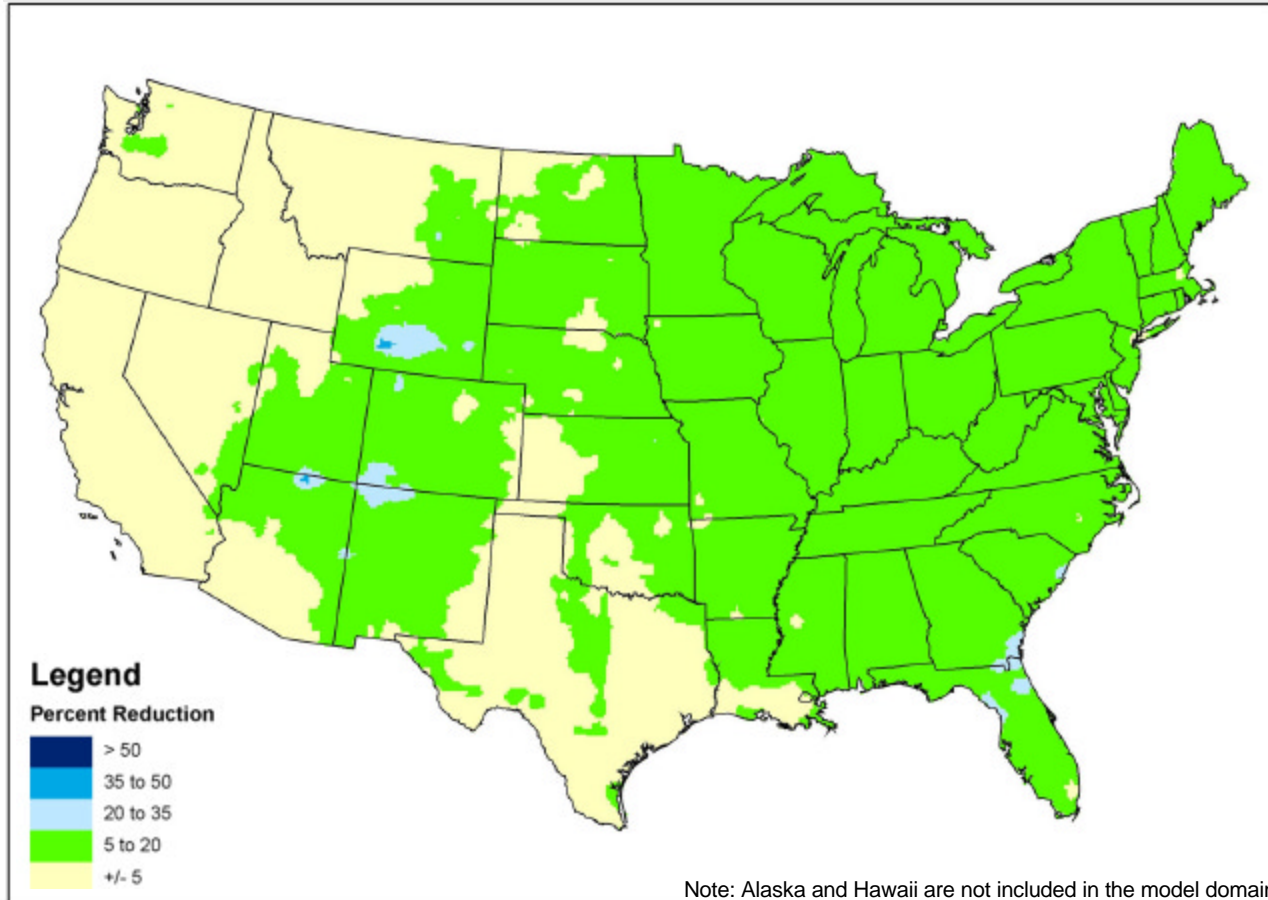 Legend
Percent Reduction
> 50
35 to 50
20 to 35
5 to 20
+/- 5
Note: Alaska and Hawaii are not included in the model domain